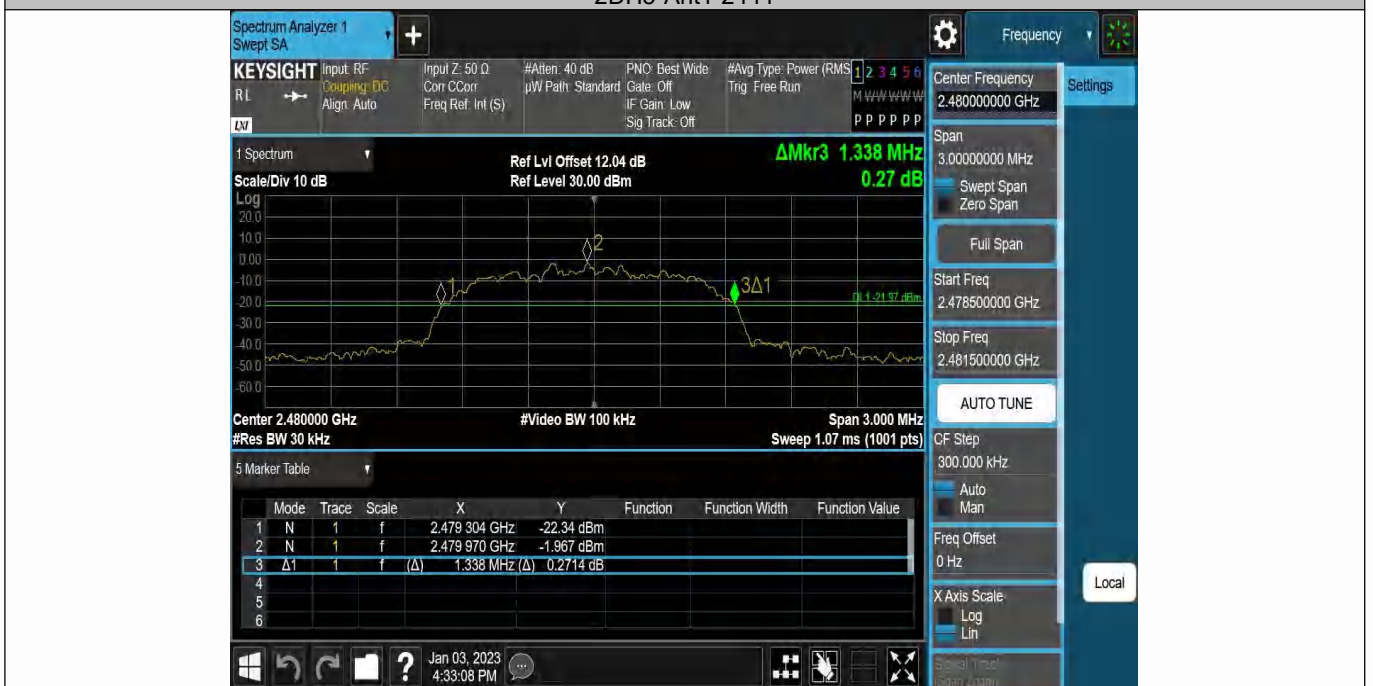 Spectrum Analyzer 1
Swept SA
+
Frequency
KEYSIGHT
RL
LXI
Input: RF
Coupling: DC
Align: Auto
Input Z: 50 Ω
Corr CCorr
Freq Ref: Int (S)
#Atten: 40 dB
µW Path: Standard
PNO: Best Wide
Gate: Off
IF Gain: Low
Sig Track: Off
#Avg Type: Power (RMS
Trig: Free Run
1 2 3 4 5 6
M W W W W W
P P P P P P
Center Frequency
2.480000000 GHz
Settings
Span
3.00000000 MHz
Swept Span
Zero Span
Full Span
Start Freq
2.478500000 GHz
Stop Freq
2.481500000 GHz
AUTO TUNE
CF Step
300.000 kHz
Auto
Man
Freq Offset
0 Hz
X Axis Scale
Log
Lin
Local
1 Spectrum
Scale/Div 10 dB
Ref Lvl Offset 12.04 dB
Ref Level 30.00 dBm
ΔMkr3 1.338 MHz
0.27 dB
Log
20.0
10.0
0.00
-10.0
-20.0
-30.0
-40.0
-50.0
-60.0
1
2
3Δ1
DL1 -21.97 dBm
Center 2.480000 GHz
#Video BW 100 kHz
Span 3.000 MHz
#Res BW 30 kHz
Sweep 1.07 ms (1001 pts)
5 Marker Table
Mode Trace Scale X Y Function Function Width Function Value
1 N 1 f 2.479 304 GHz -22.34 dBm
2 N 1 f 2.479 970 GHz -1.967 dBm
3 Δ1 1 f (Δ) 1.338 MHz (Δ) 0.2714 dB
4
5
6
?
Jan 03, 2023
4:33:08 PM